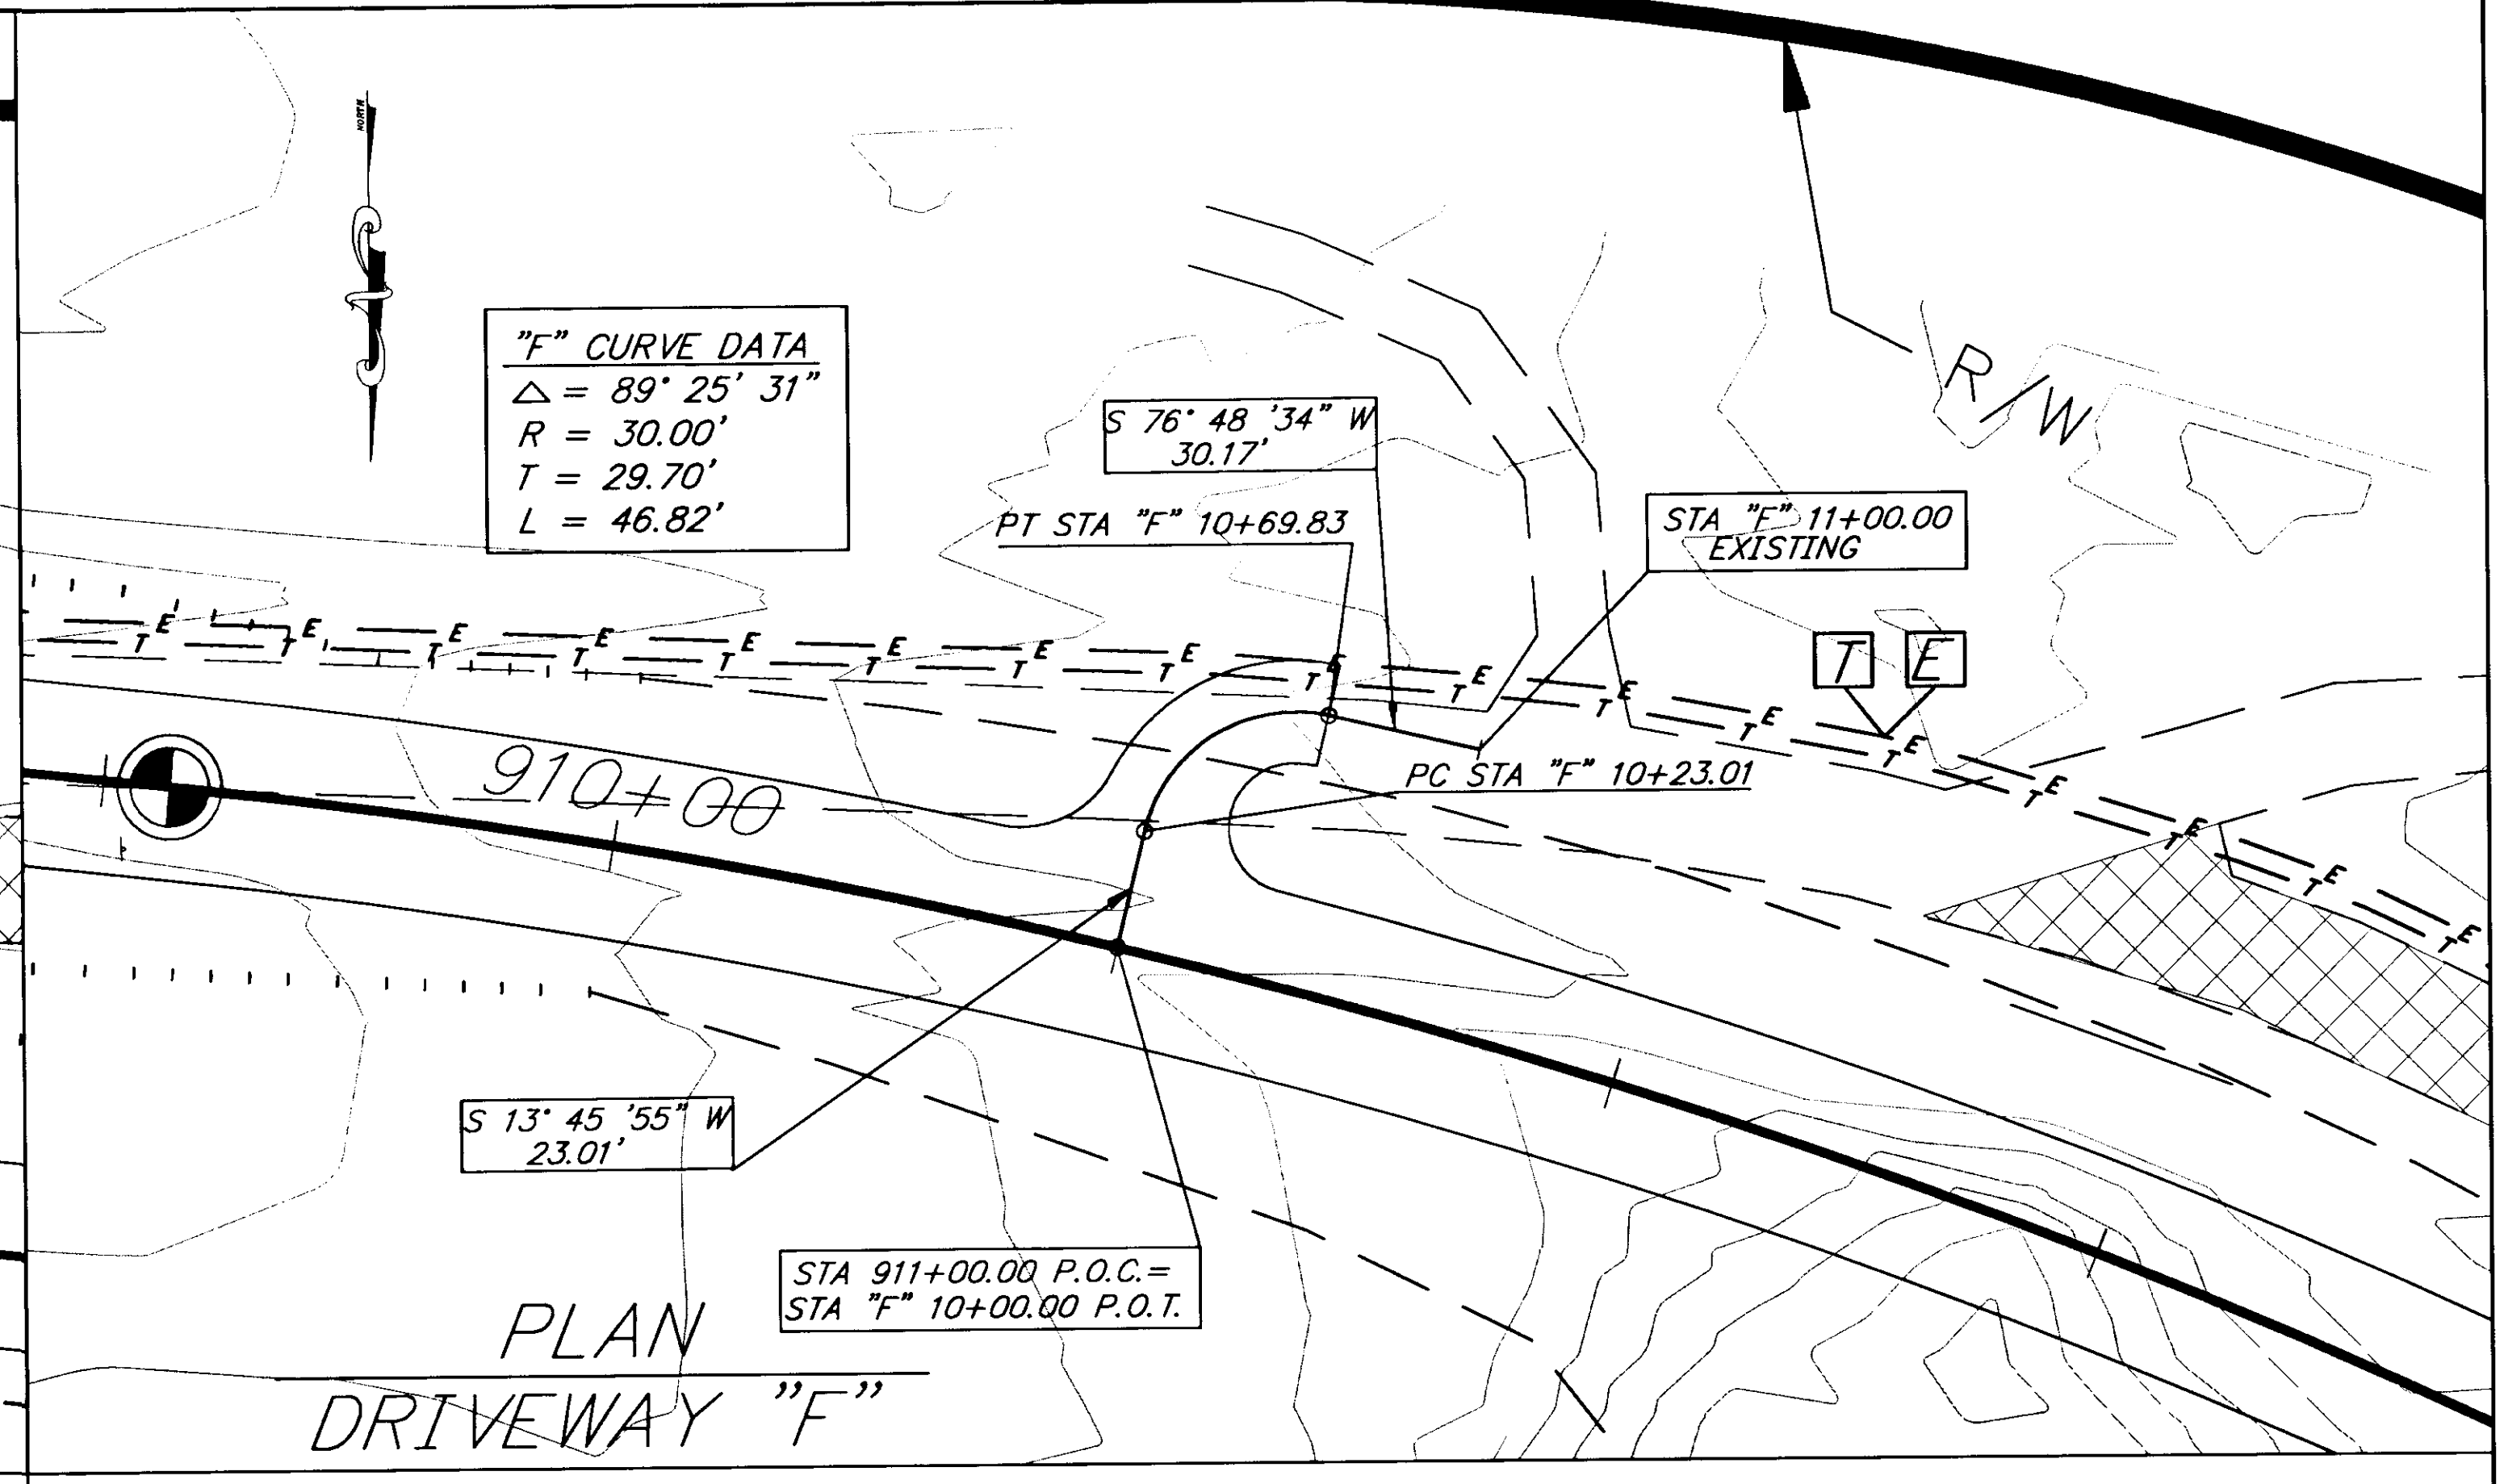 NORTH
"F" CURVE DATA
△ = 89° 25' 31"
R = 30.00'
T = 29.70'
L = 46.82'
S 76° 48 '34" W
30.17'
PT STA "F" 10+69.83
STA "F" 11+00.00
EXISTING
R/W
T E
E E E E E E E E E E E E E E E E E
T T T T T T T T T T T T T T T T T
910+00
PC STA "F" 10+23.01
S 13° 45 '55" W
23.01'
STA 911+00.00 P.O.C.=
STA "F" 10+00.00 P.O.T.
PLAN
DRIVEWAY "F"